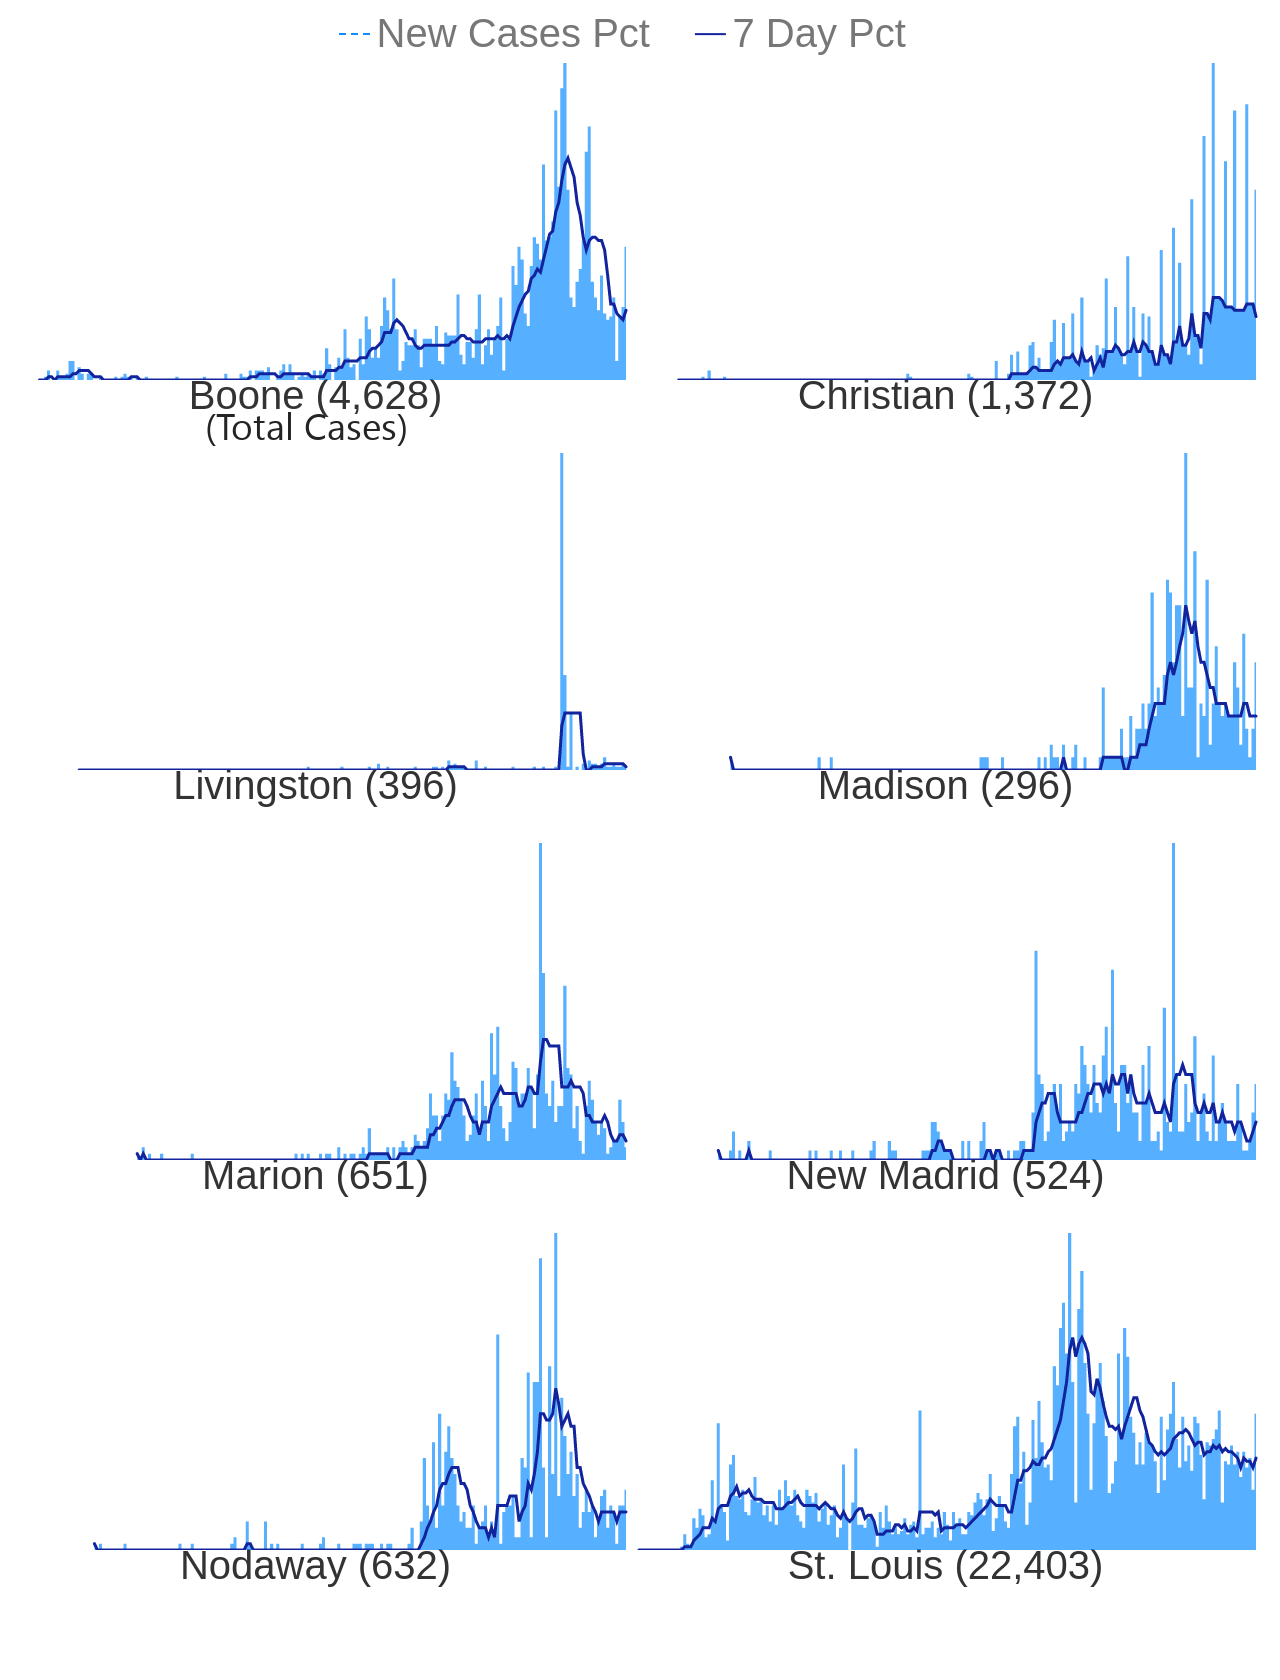 New Cases Pct 7 Day Pct
Boone (4,628) Christian (1,372)
(Total Cases)
Livingston (396) Madison (296)
Marion (651) New Madrid (524)
Nodaway (632) St. Louis (22,403)